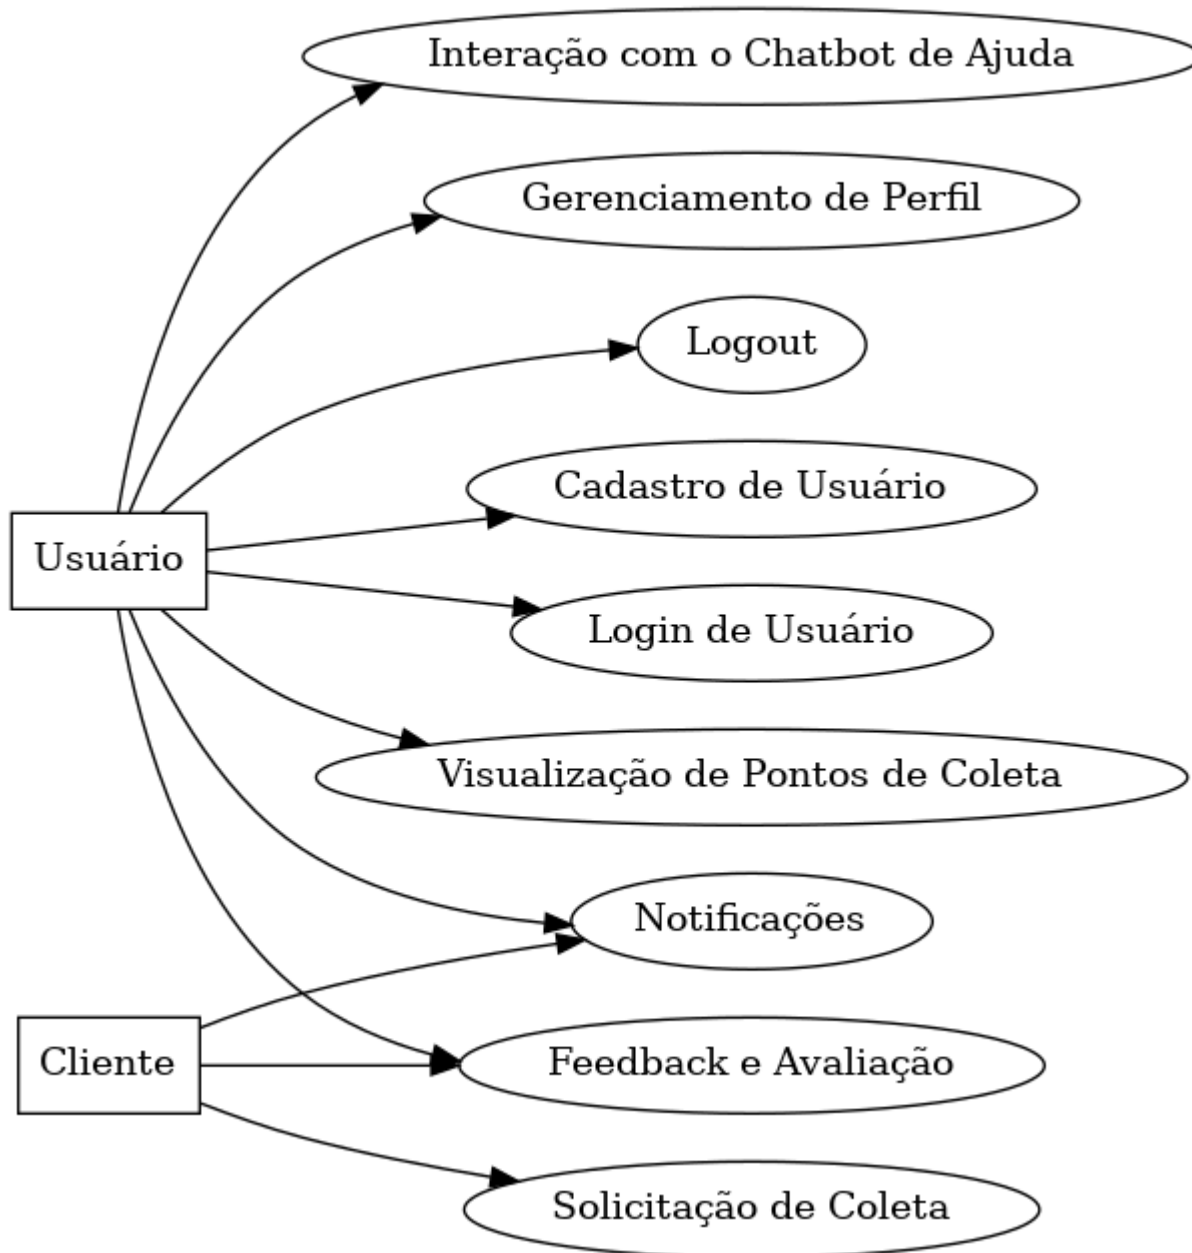 Interação com o Chatbot de Ajuda
Gerenciamento de Perfil
Logout
Cadastro de Usuário
Usuário
Login de Usuário
Visualização de Pontos de Coleta
Notificações
Cliente
Feedback e Avaliação
Solicitação de Coleta